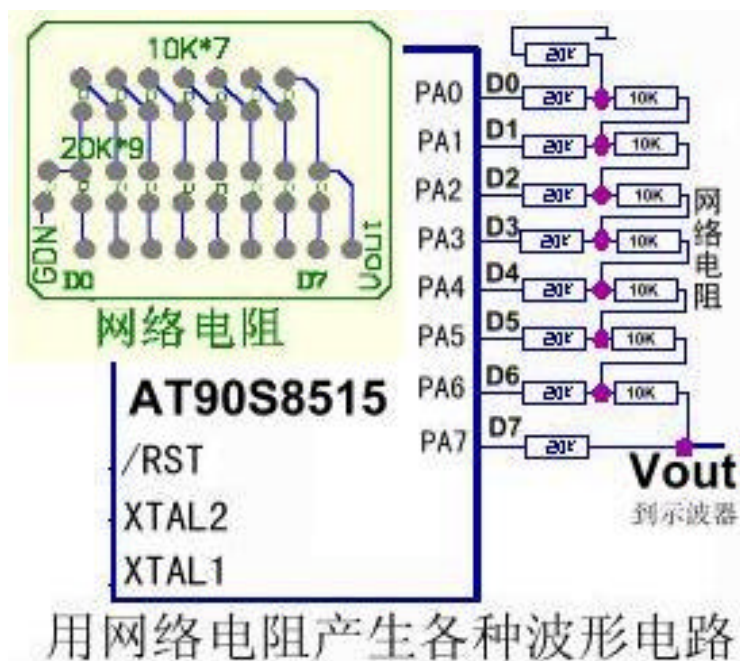 10K*7
20K*9
GDN
D0
D7
Vout
网络电阻
20K
PA0 D0 20K 10K
PA1 D1 20K 10K
PA2 D2 20K 10K
PA3 D3 20K 10K
PA4 D4 20K 10K
PA5 D5 20K 10K
PA6 D6 20K 10K
PA7 D7 20K
网络电阻
Vout
到示波器
AT90S8515
/RST
XTAL2
XTAL1
用网络电阻产生各种波形电路